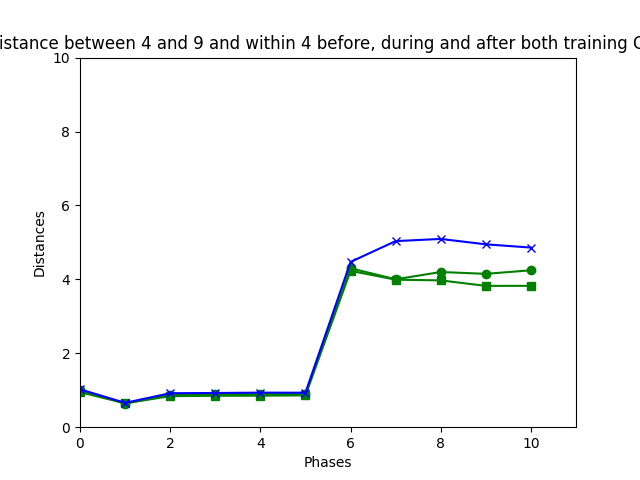 istance between 4 and 9 and within 4 before, during and after both training
10
8
6
4
2
0
Distances
0 2 4 6 8 10
Phases